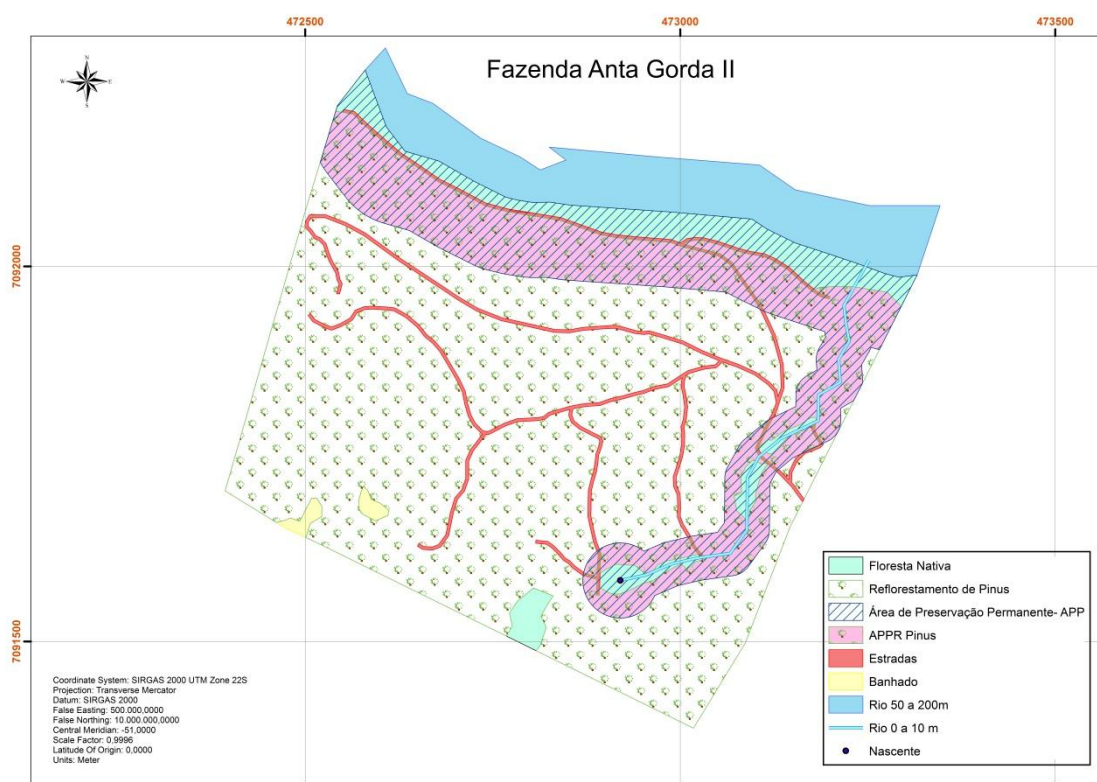 472500
473000
473500
N
W E
S
Fazenda Anta Gorda II
7092000
7091500
Floresta Nativa
Reflorestamento de Pinus
Área de Preservação Permanente- APP
APPR Pinus
Estradas
Banhado
Rio 50 a 200m
Rio 0 a 10 m
Nascente
Coordinate System: SIRGAS 2000 UTM Zone 22S
Projection: Transverse Mercator
Datum: SIRGAS 2000
False Easting: 500.000,0000
False Northing: 10.000.000,0000
Central Meridian: -51,0000
Scale Factor: 0,9996
Latitude Of Origin: 0,0000
Units: Meter